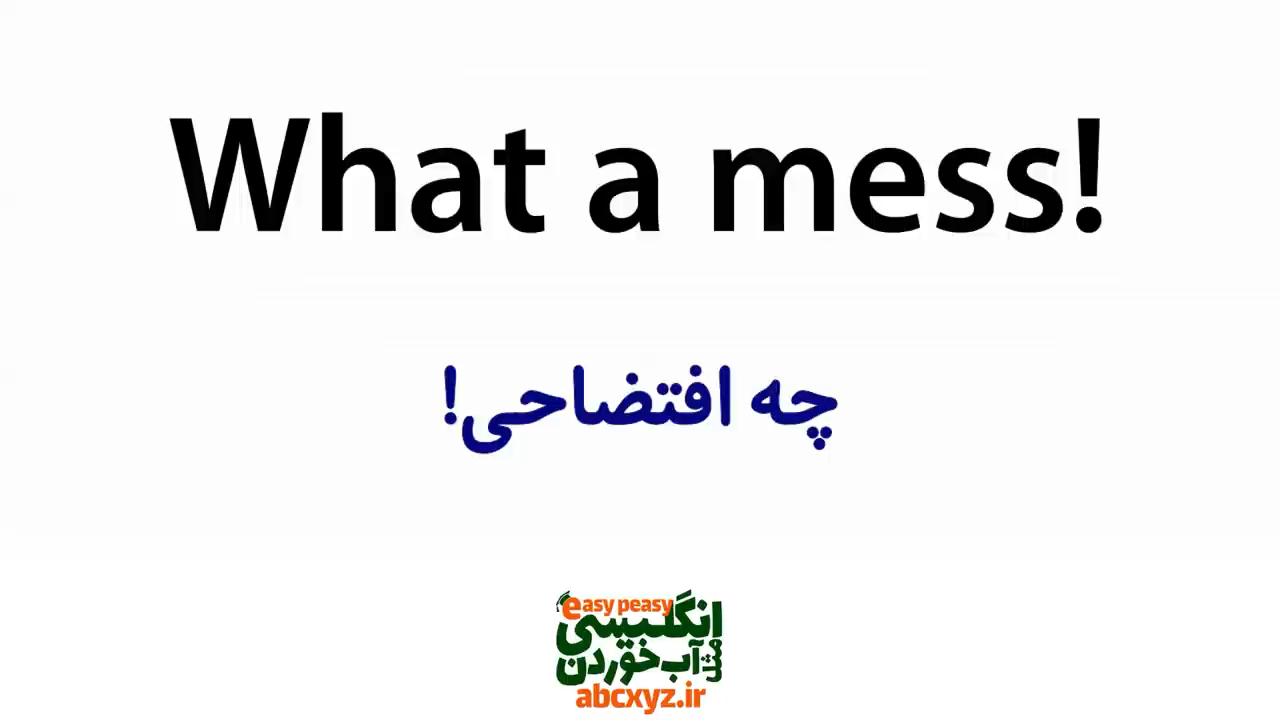 What a mess!
چه افتضاحی!
easy peasy
انگلیسی
مثل آب خوردن
abcxyz.ir